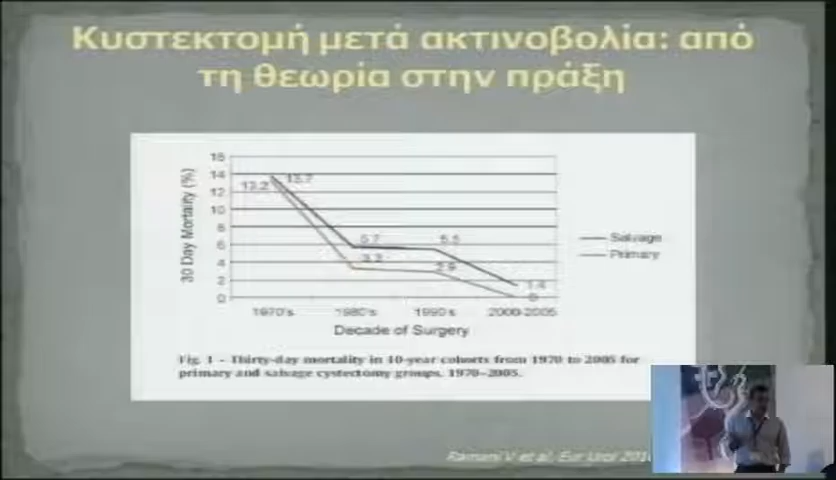 Κυστεκτομή μετά ακτινοβολία: από
τη θεωρία στην πράξη
16
14
12
10
8
6
4
2
0
30 Day Mortality (%)
13.2
13.7
5.7
3.3
5.5
2.9
1.4
0
Salvage
Primary
1970's 1980's 1990's 2000-2005
Decade of Surgery
Fig. 1 – Thirty-day mortality in 10-year cohorts from 1970 to 2005 for
primary and salvage cystectomy groups, 1970–2005.
Ramani V et al, Eur Urol